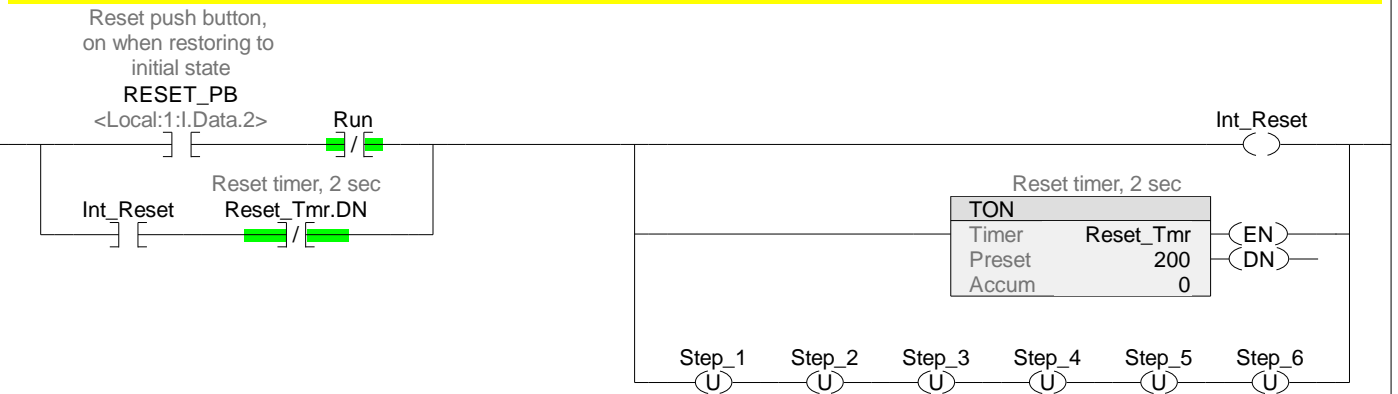 Reset push button,
on when restoring to
initial state
RESET_PB
<Local:1:I.Data.2>
Run
/
Int_Reset
Reset timer, 2 sec
Int_Reset
Reset_Tmr.DN
/
Reset timer, 2 sec
TON
Timer Reset_Tmr
Preset 200
Accum 0
EN
DN
Step_1 Step_2 Step_3 Step_4 Step_5 Step_6
U U U U U U